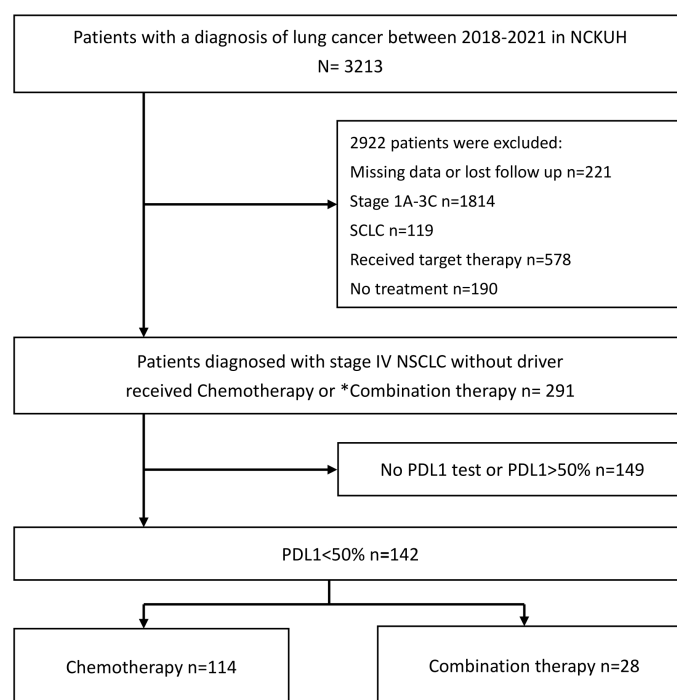 Patients with a diagnosis of lung cancer between 2018-2021 in NCKUH
N= 3213
2922 patients were excluded:
Missing data or lost follow up n=221
Stage 1A-3C n=1814
SCLC n=119
Received target therapy n=578
No treatment n=190
Patients diagnosed with stage IV NSCLC without driver
received Chemotherapy or *Combination therapy n= 291
No PDL1 test or PDL1>50% n=149
PDL1<50% n=142
Chemotherapy n=114
Combination therapy n=28